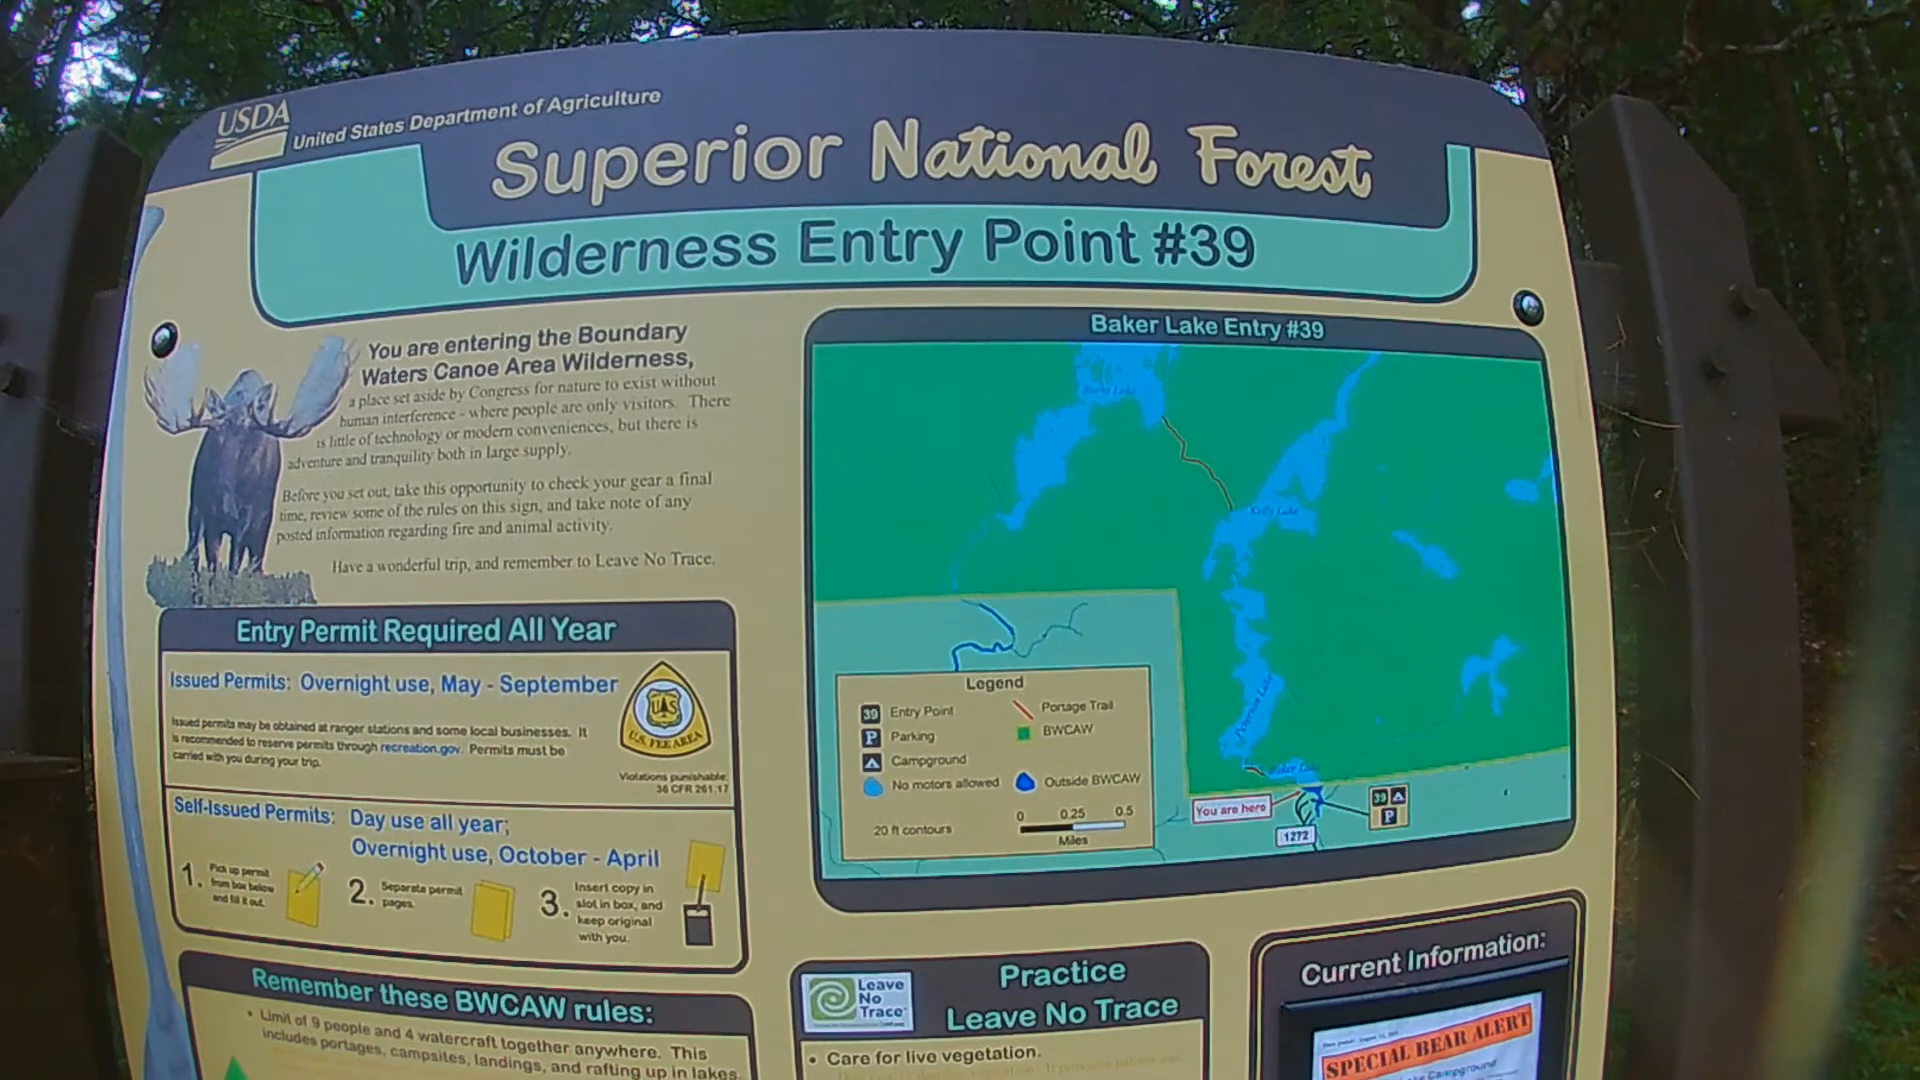 USDA
United States Department of Agriculture
Superior National Forest
Wilderness Entry Point #39
You are entering the Boundary
Waters Canoe Area Wilderness,
a place set aside by Congress for nature to exist without
human interference - where people are only visitors. There
is little of technology or modern conveniences, but there is
adventure and tranquility both in large supply.
Before you set out, take this opportunity to check your gear a final
time, review some of the rules on this sign, and take note of any
posted information regarding fire and animal activity.
Have a wonderful trip, and remember to Leave No Trace.
Entry Permit Required All Year
Issued Permits: Overnight use, May - September
Issued permits may be obtained at ranger stations and some local businesses. It
is recommended to reserve permits through recreation.gov. Permits must be
carried with you during your trip.
UAS
U.S. FEE AREA
Violations punishable:
36 CFR 261.17
Self-Issued Permits: Day use all year;
Overnight use, October - April
1. Pick up permit
from box below
and fill it out.
2. Separate permit
pages.
3. Insert copy in
slot in box, and
keep original
with you.
Remember these BWCAW rules:
• Limit of 9 people and 4 watercraft together anywhere. This
includes portages, campsites, landings, and rafting up in lakes.
Baker Lake Entry #39
Burnt Lake
Kelly Lake
Peterson Lake
Baker Lake
You are here
1272
39
P
Legend
39 Entry Point
P Parking
Campground
No motors allowed
Portage Trail
BWCAW
Outside BWCAW
20 ft contours
0 0.25 0.5
Miles
Leave
No
Trace
Practice
Leave No Trace
• Care for live vegetation.
Current Information:
SPECIAL BEAR ALERT
Campground